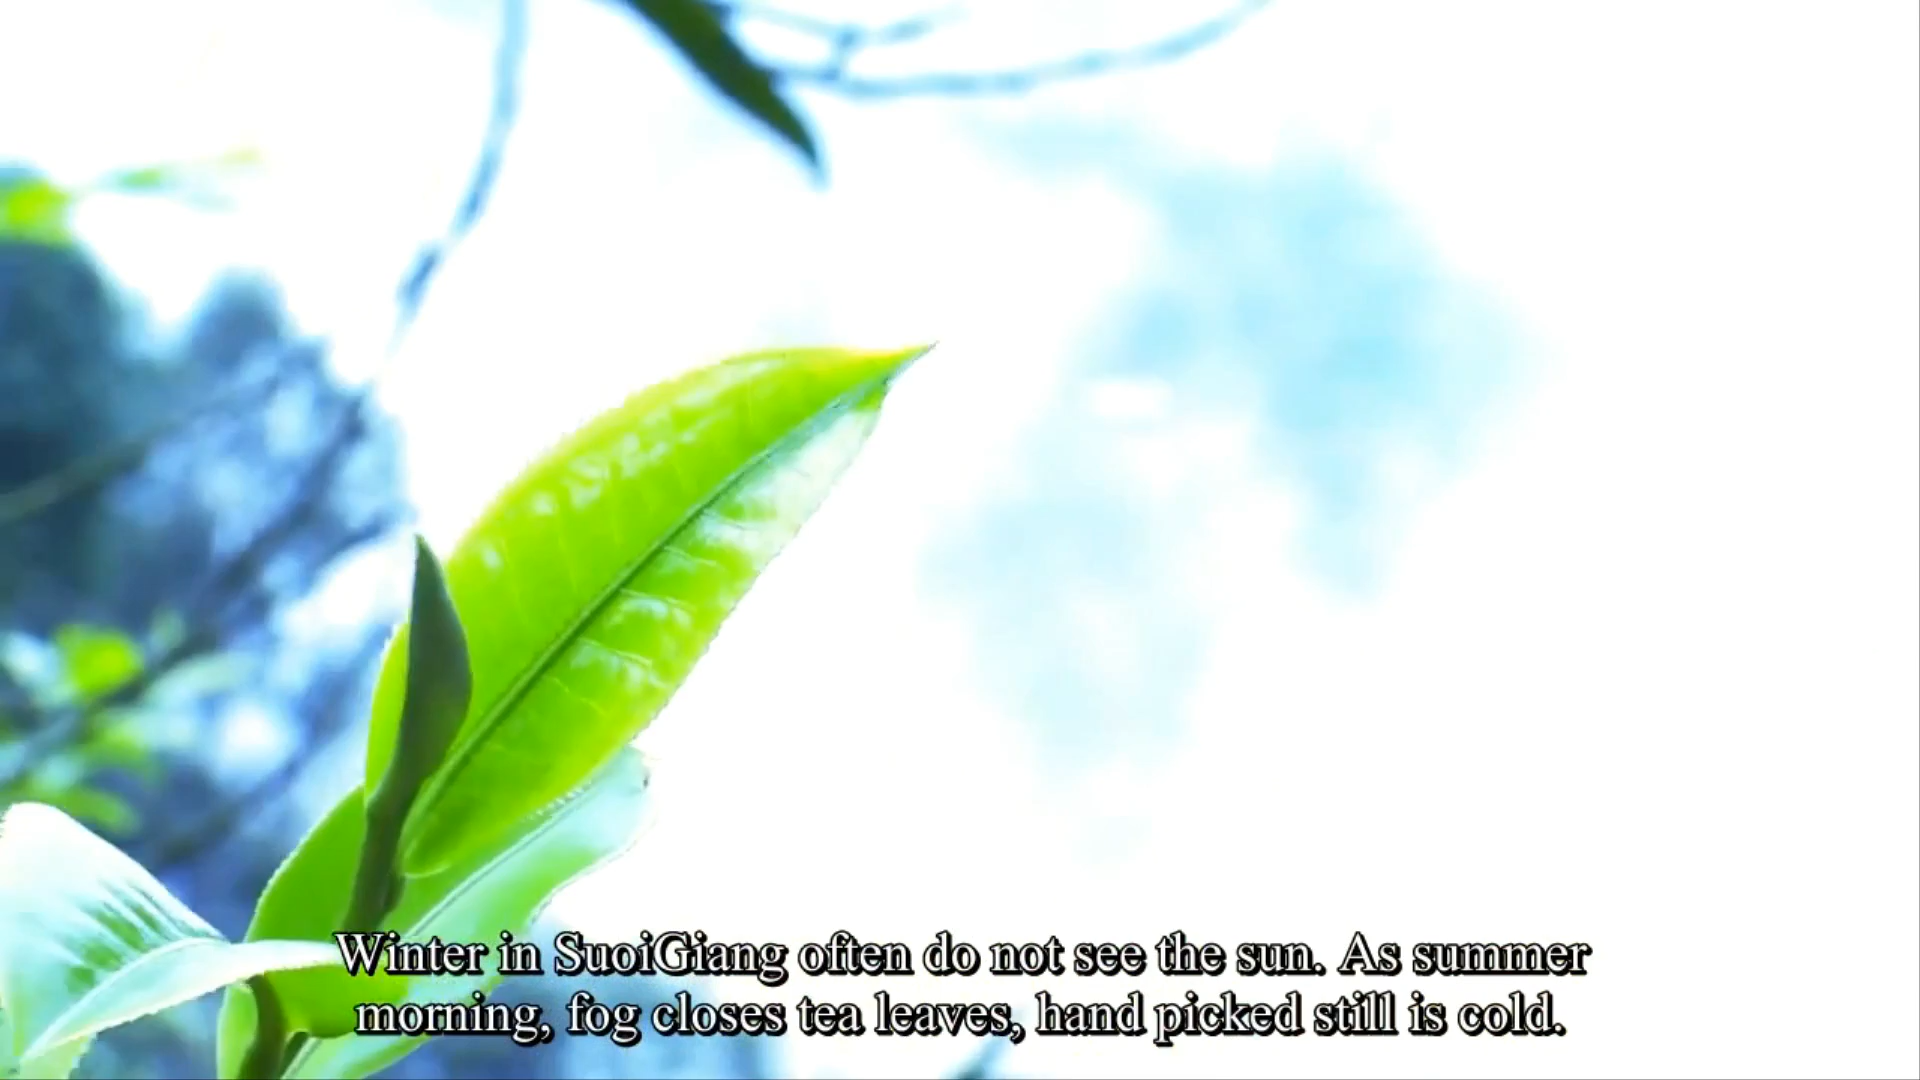 Winter in SuoiGiang often do not see the sun. As summer
morning, fog closes tea leaves, hand picked still is cold.